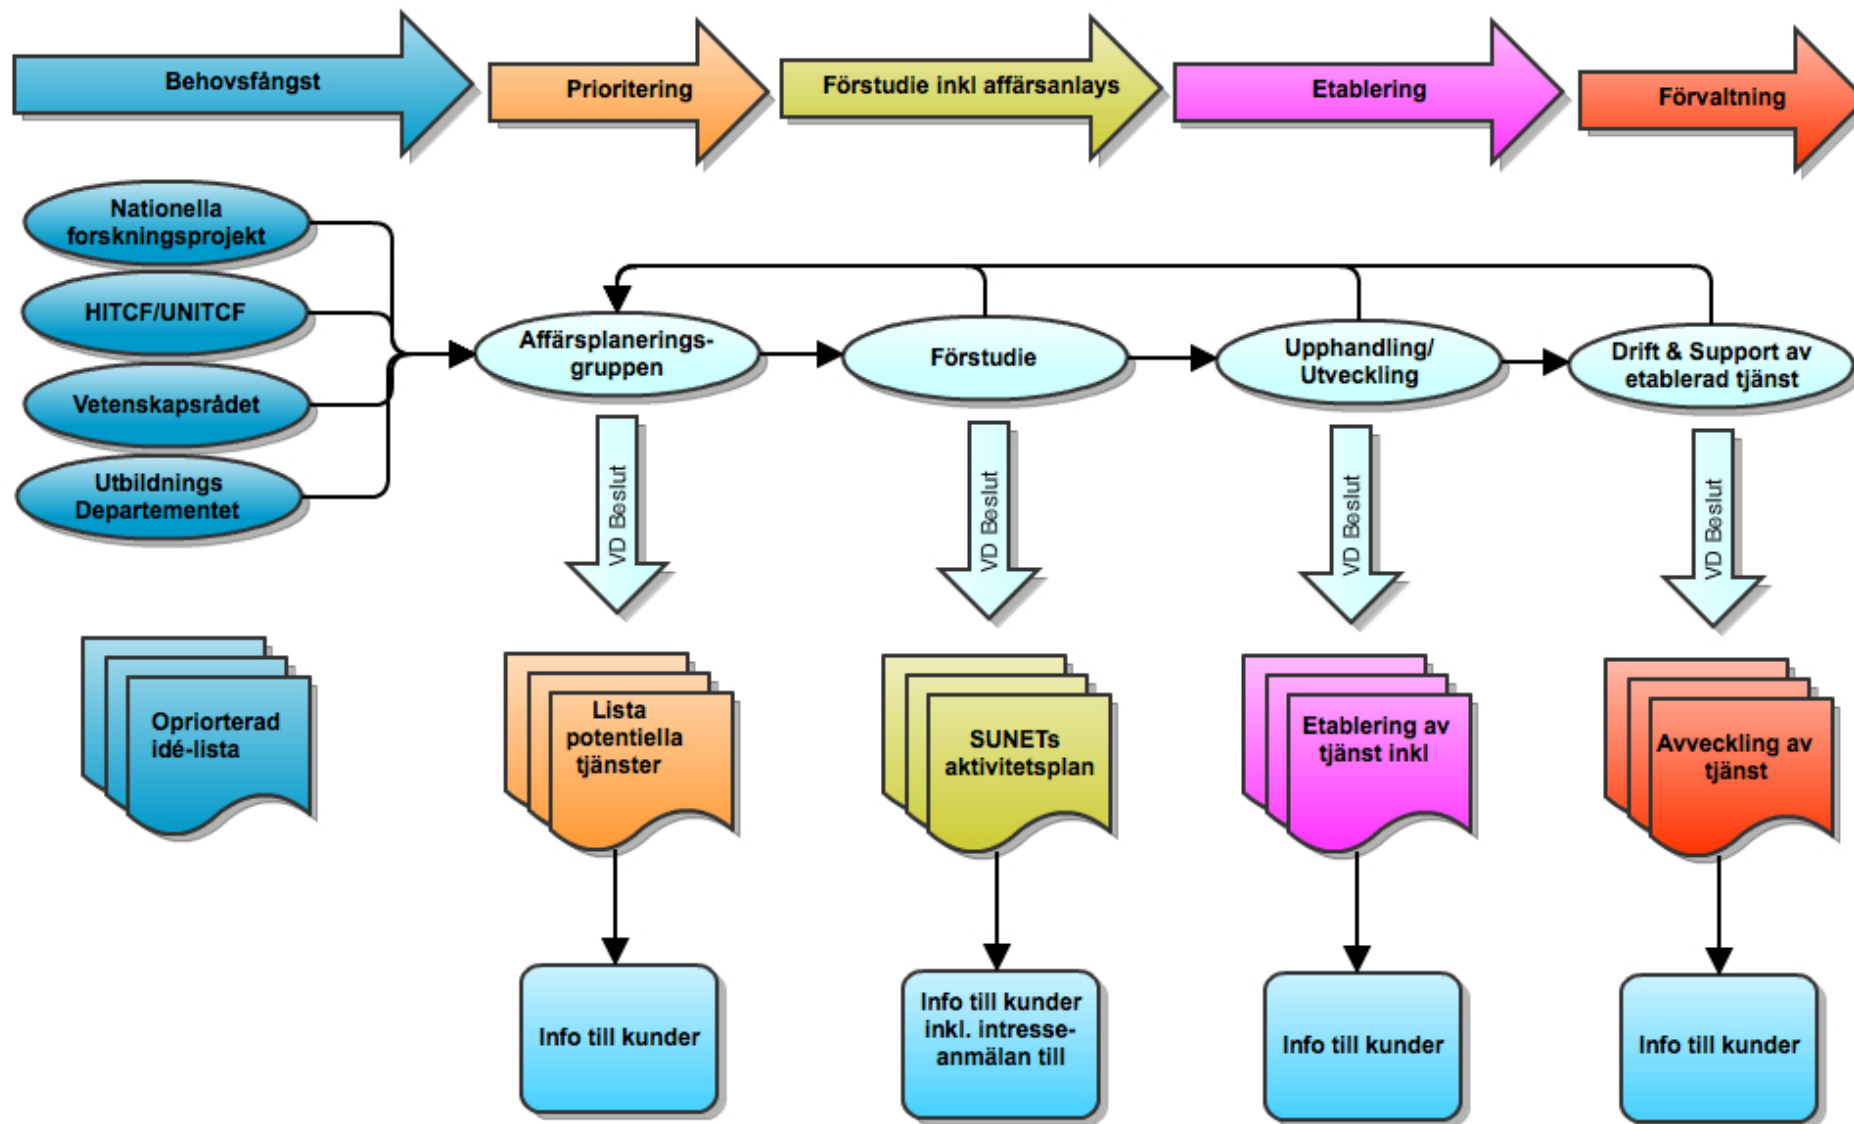 Behovsfångst
Prioritering
Förstudie inkl affärsanlays
Etablering
Förvaltning
Nationella
forskningsprojekt
HITCF/UNITCF
Vetenskapsrådet
Utbildnings
Departementet
Affärsplanerings-
gruppen
Förstudie
Upphandling/
Utveckling
Drift & Support av
etablerad tjänst
VD Beslut
VD Beslut
VD Beslut
VD Beslut
Opriorterad
idé-lista
Lista
potentiella
tjänster
SUNETs
aktivitetsplan
Etablering av
tjänst inkl
Avveckling av
tjänst
Info till kunder
Info till kunder
inkl. intresse-
anmälan till
Info till kunder
Info till kunder